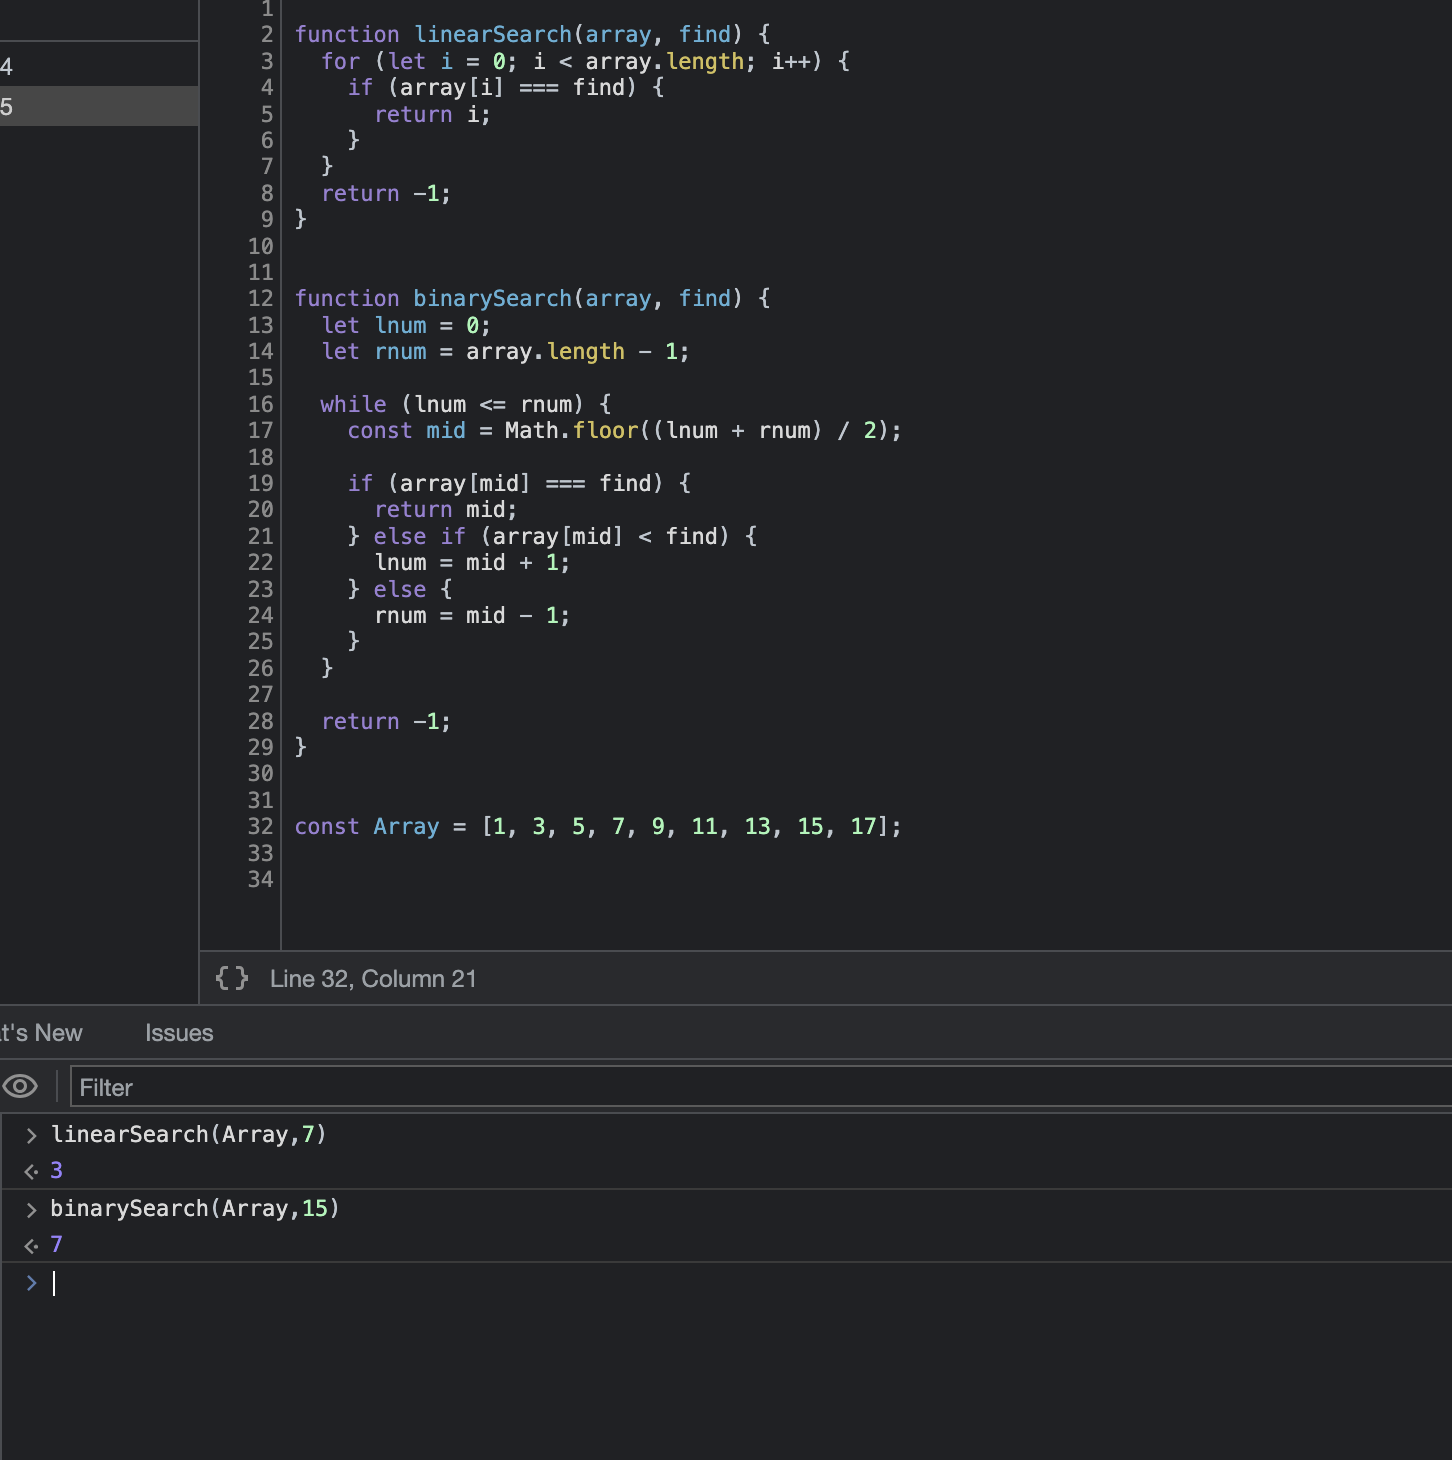 4
5
1
2 function linearSearch(array, find) {
3 for (let i = 0; i < array.length; i++) {
4 if (array[i] === find) {
5 return i;
6 }
7 }
8 return -1;
9 }
10
11
12 function binarySearch(array, find) {
13 let lnum = 0;
14 let rnum = array.length - 1;
15
16 while (lnum <= rnum) {
17 const mid = Math.floor((lnum + rnum) / 2);
18
19 if (array[mid] === find) {
20 return mid;
21 } else if (array[mid] < find) {
22 lnum = mid + 1;
23 } else {
24 rnum = mid - 1;
25 }
26 }
27
28 return -1;
29 }
30
31
32 const Array = [1, 3, 5, 7, 9, 11, 13, 15, 17];
33
34
{} Line 32, Column 21
t's New Issues
Filter
> linearSearch(Array,7)
3
> binarySearch(Array,15)
7
>